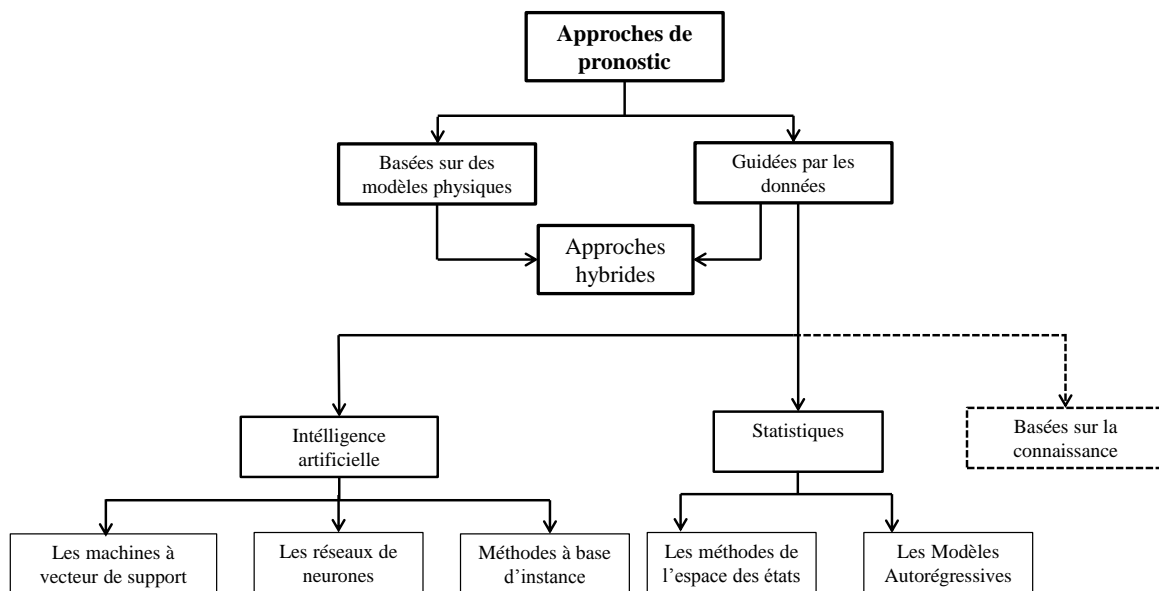 Approches de
pronostic
Basées sur des
modèles physiques
Guidées par les
données
Approches
hybrides
Intélligence
artificielle
Statistiques
Basées sur la
connaissance
Les machines à
vecteur de support
Les réseaux de
neurones
Méthodes à base
d’instance
Les méthodes de
l’espace des états
Les Modèles
Autorégressives